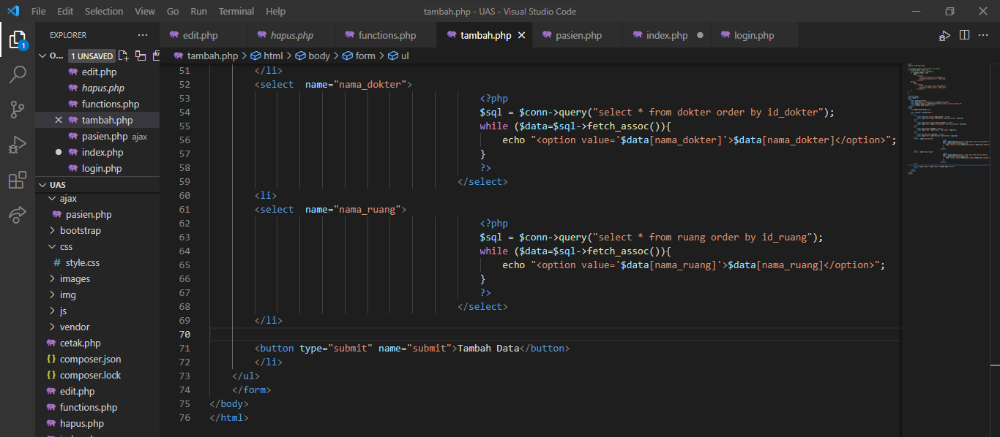 File Edit Selection View Go Run Terminal Help tambah.php - UAS - Visual Studio Code
EXPLORER ...
edit.php hapus.php functions.php tambah.php pasien.php index.php login.php ...
1
O... 1 UNSAVED
tambah.php > html > body > form > ul
edit.php
hapus.php
functions.php
tambah.php
pasien.php ajax
index.php
login.php
UAS
ajax
pasien.php
bootstrap
css
# style.css
images
img
js
vendor
cetak.php
{} composer.json
{} composer.lock
edit.php
functions.php
hapus.php
51 </li>
52 <select  name="nama_dokter">
53 <?php
54 $sql = $conn->query("select * from dokter order by id_dokter");
55 while ($data=$sql->fetch_assoc()){
56 echo "<option value='$data[nama_dokter]'>$data[nama_dokter]</option>";
57 }
58 ?>
59 </select>
60 <li>
61 <select  name="nama_ruang">
62 <?php
63 $sql = $conn->query("select * from ruang order by id_ruang");
64 while ($data=$sql->fetch_assoc()){
65 echo "<option value='$data[nama_ruang]'>$data[nama_ruang]</option>";
66 }
67 ?>
68 </select>
69 </li>
70
71 <button type="submit" name="submit">Tambah Data</button>
72 </li>
73 </ul>
74 </form>
75 </body>
76 </html>